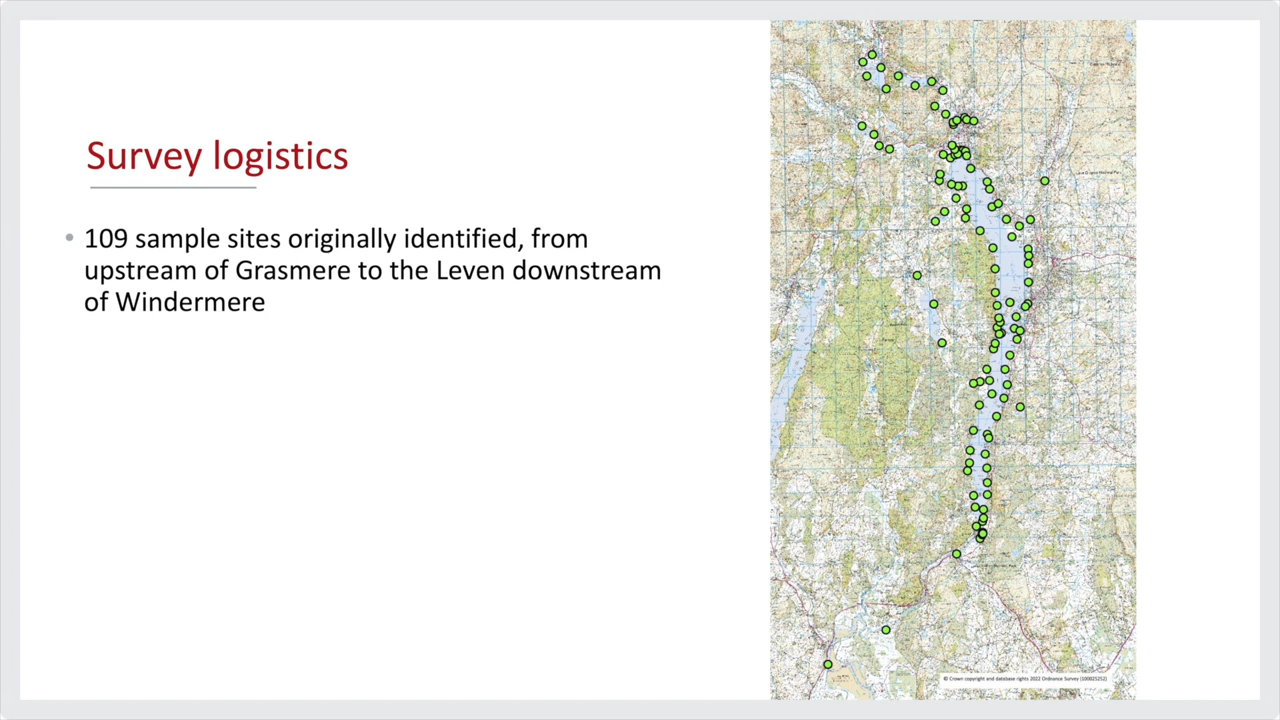 Survey logistics
• 109 sample sites originally identified, from
upstream of Grasmere to the Leven downstream
of Windermere
© Crown copyright and database rights 2022 Ordnance Survey (100025252)